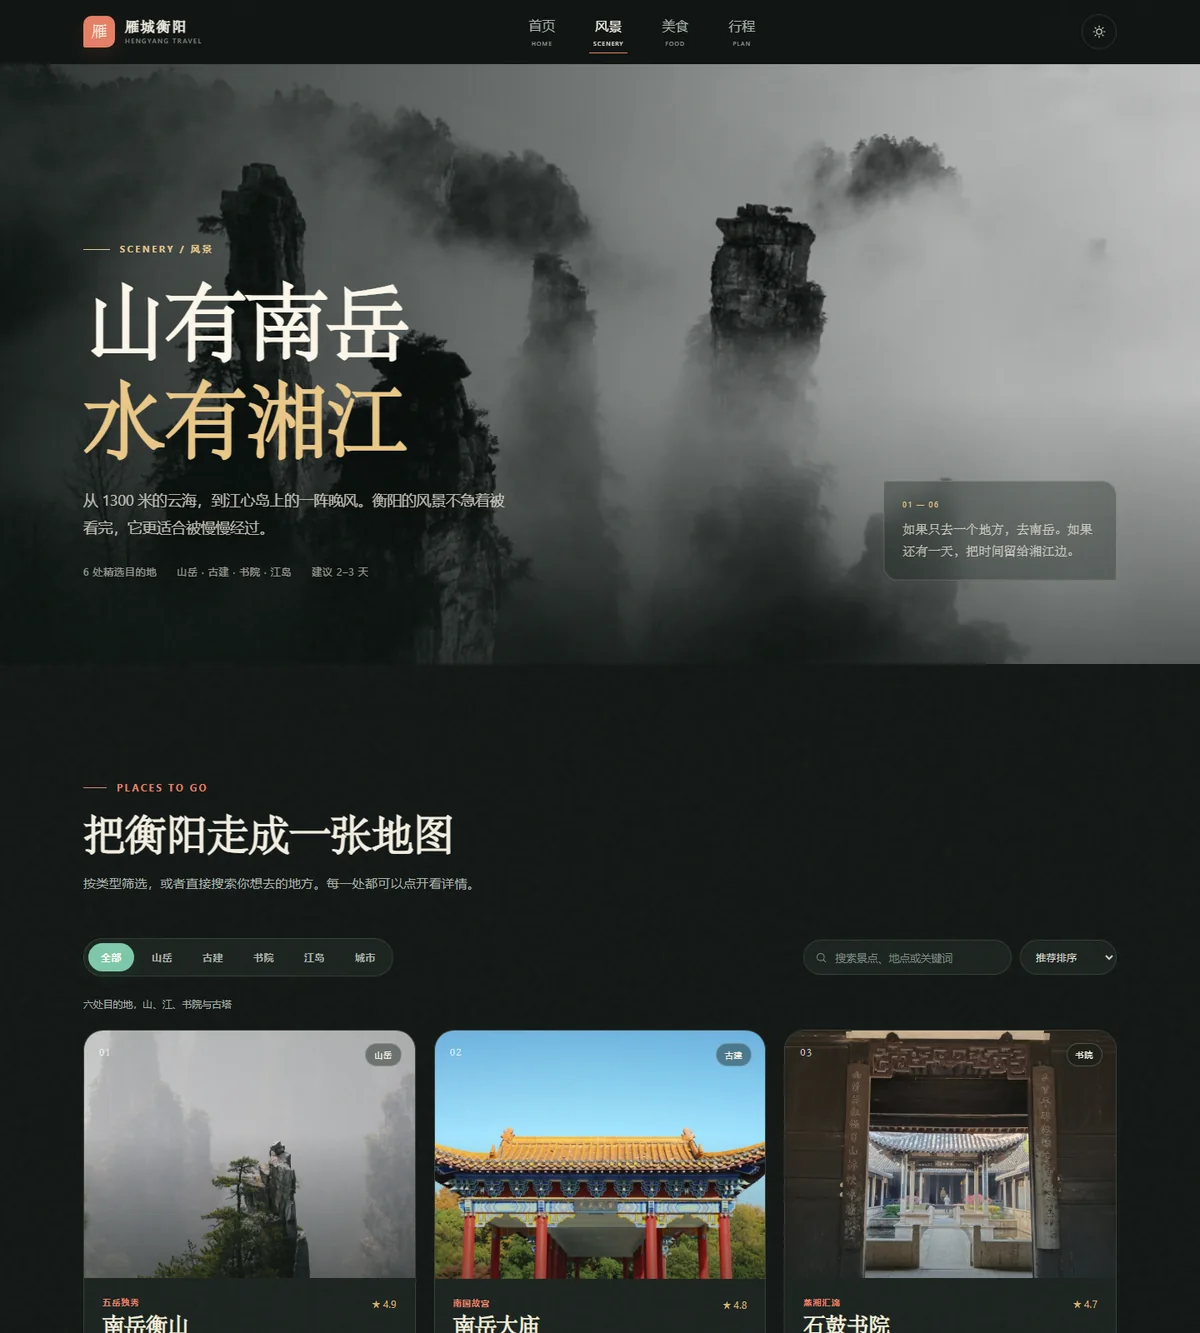 雁
雁城衡阳
HENGYANG TRAVEL
首页
HOME
风景
SCENERY
美食
FOOD
行程
PLAN
SCENERY / 风景
山有南岳
水有湘江
从 1300 米的云海，到江心岛上的一阵晚风。衡阳的风景不急着被
看完，它更适合被慢慢经过。
6 处精选目的地 山岳 · 古建 · 书院 · 江岛 建议 2–3 天
01 — 06
如果只去一个地方，去南岳。如果
还有一天，把时间留给湘江边。
PLACES TO GO
把衡阳走成一张地图
按类型筛选，或者直接搜索你想去的地方。每一处都可以点开看详情。
全部 山岳 古建 书院 江岛 城市
搜索景点、地点或关键词
推荐排序
六处目的地，山、江、书院与古塔
01
山岳
五岳独秀
★ 4.9
南岳衡山
02
古建
南国故宫
★ 4.8
南岳大庙
03
书院
蒸湘汇流
★ 4.7
石鼓书院